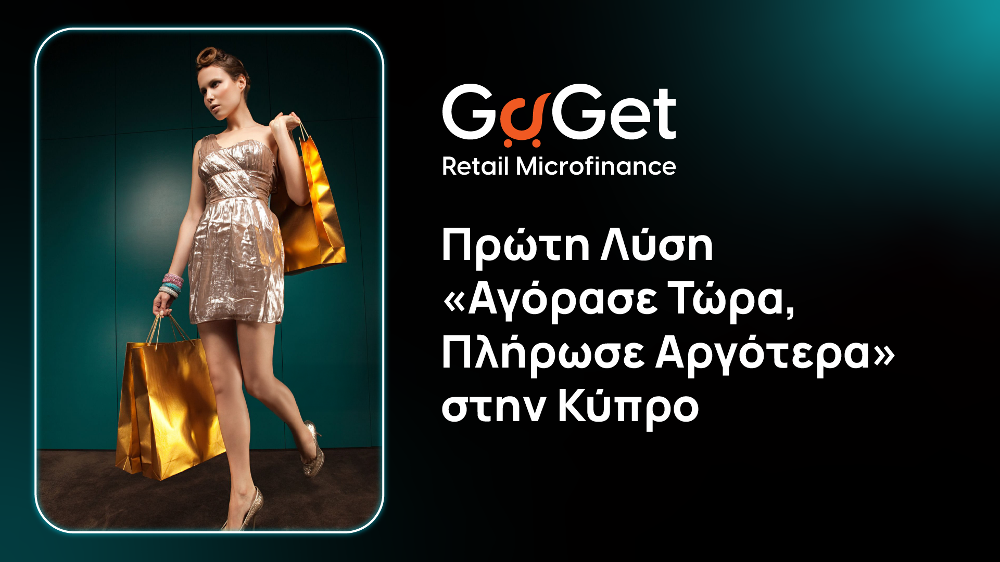 GoGet
Retail Microfinance
Πρώτη Λύση
«Αγόρασε Τώρα,
Πλήρωσε Αργότερα»
στην Κύπρο